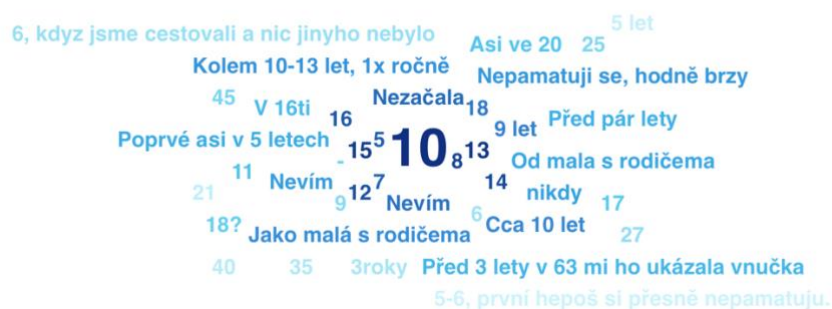 5 let
6, kdyz jsme cestovali a nic jinyho nebylo
Asi ve 20
25
Kolem 10-13 let, 1x ročně
Nepamatuji se, hodně brzy
45
V 16ti
16
Nezačala
18
9 let
Před pár lety
Poprvé asi v 5 letech
-
15
5
10
8
13
Od mala s rodičema
11
21
Nevím
9
12
7
Nevím
14
nikdy
17
18?
Jako malá s rodičema
6
Cca 10 let
27
40
35
3roky
Před 3 lety v 63 mi ho ukázala vnučka
5-6, první hepoš si přesně nepamatuju.